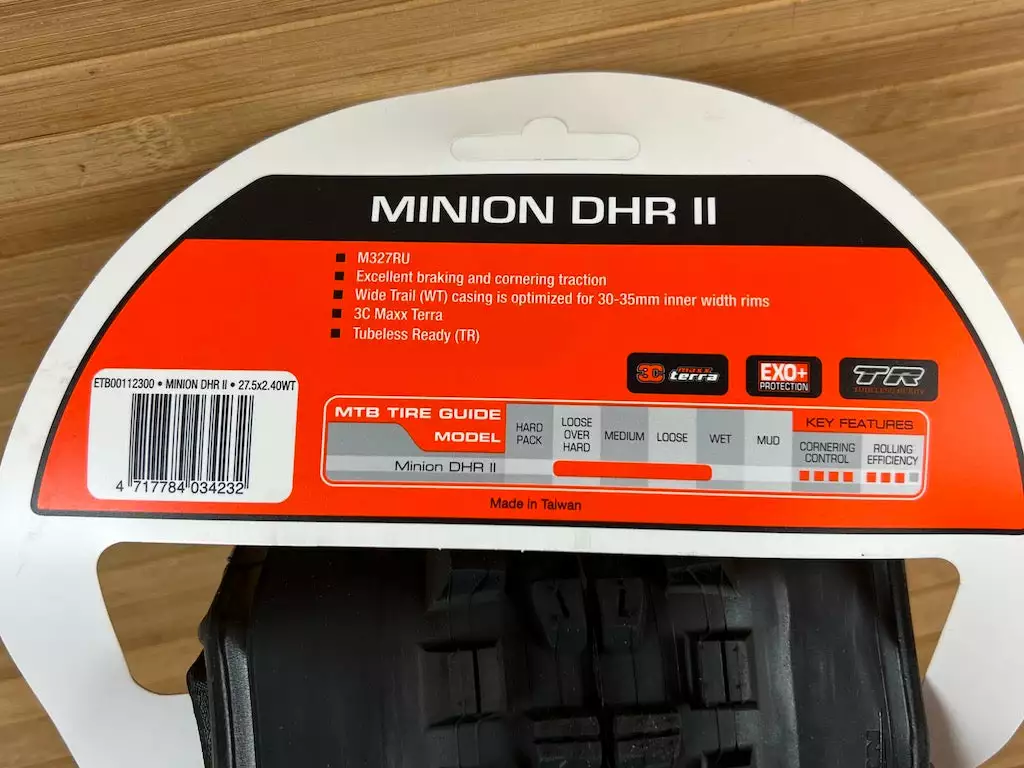 MINION DHR II
M327RU
Excellent braking and cornering traction
Wide Trail (WT) casing is optimized for 30-35mm inner width rims
3C Maxx Terra
Tubeless Ready (TR)
3C maxx terra
EXO+ PROTECTION
TR
TUBELESS READY
ETB00112300 • MINION DHR II • 27.5x2.40WT
4 717784 034232
MTB TIRE GUIDE
MODEL
HARD PACK
LOOSE OVER HARD
MEDIUM
LOOSE
WET
MUD
KEY FEATURES
CORNERING CONTROL
ROLLING EFFICIENCY
Minion DHR II
Made in Taiwan